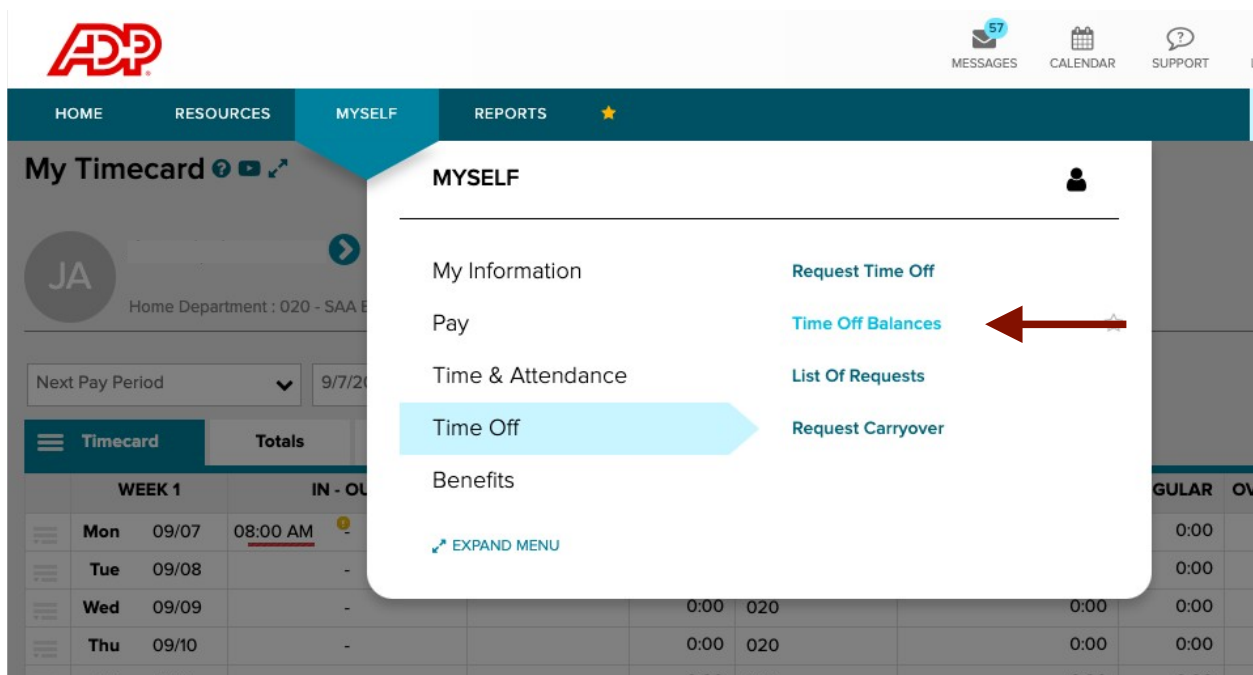 ADP
57
MESSAGES CALENDAR SUPPORT
HOME RESOURCES MYSELF REPORTS
My Timecard
MYSELF
JA
Home Department : 020 - SAA
My Information Request Time Off
Pay Time Off Balances
Time & Attendance List Of Requests
Time Off Request Carryover
Benefits
EXPAND MENU
Next Pay Period 9/7/20
Timecard Totals
WEEK 1 IN - OU GULAR OV
Mon 09/07 08:00 AM - 0:00
Tue 09/08 - 0:00
Wed 09/09 - 0:00 020 0:00 0:00
Thu 09/10 - 0:00 020 0:00 0:00